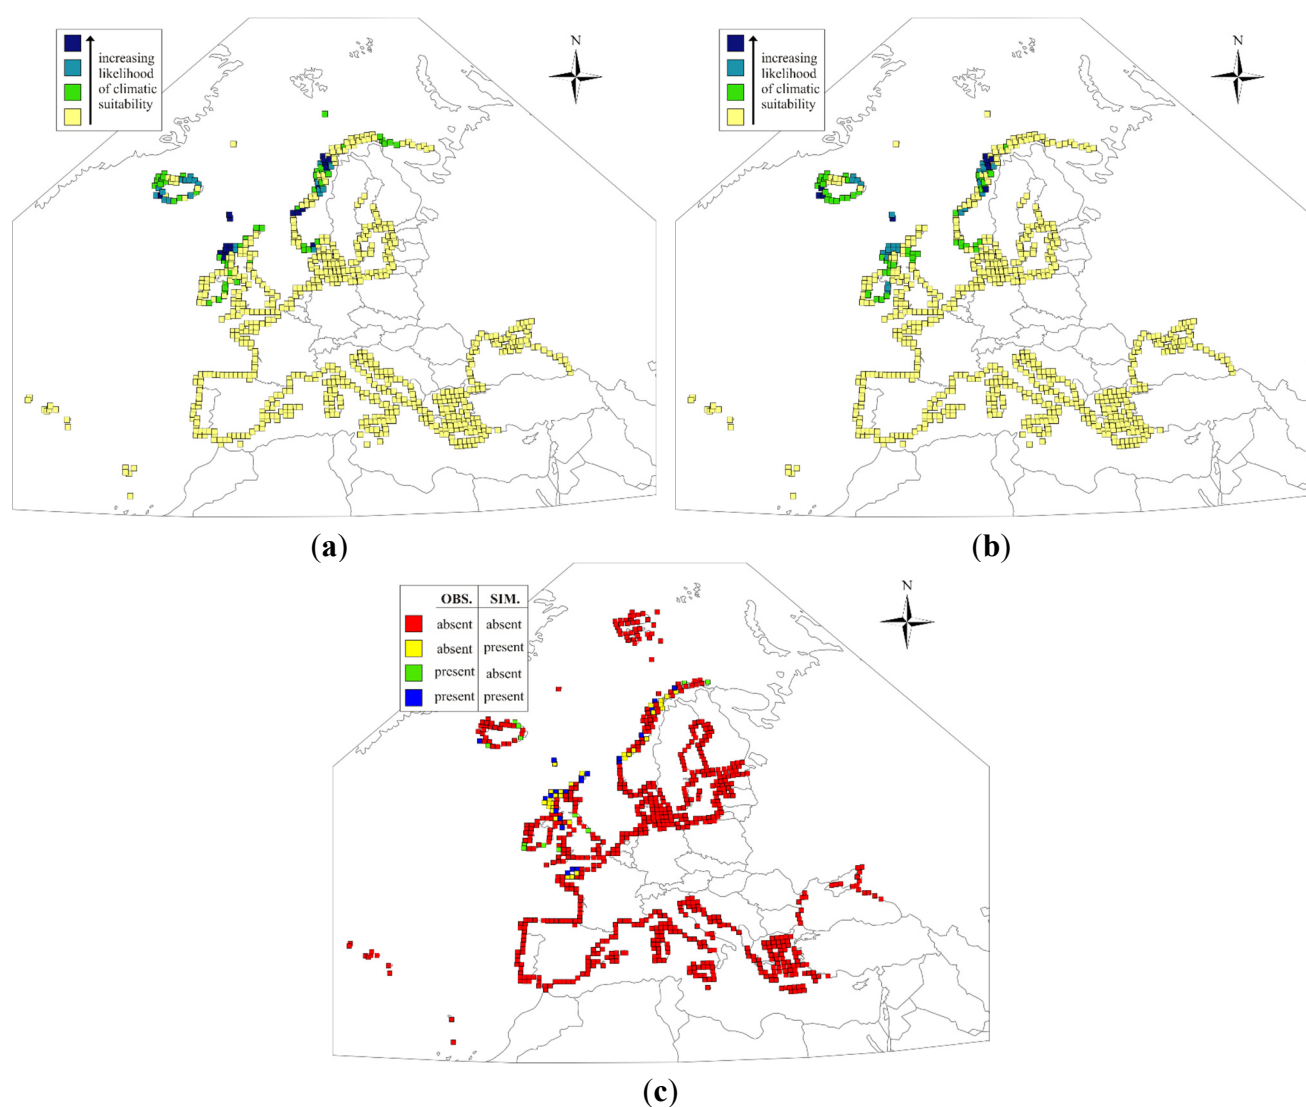 increasing
likelihood
of climatic
suitability
N
(a)
increasing
likelihood
of climatic
suitability
N
(b)
OBS. SIM.
absent absent
absent present
present absent
present present
N
(c)